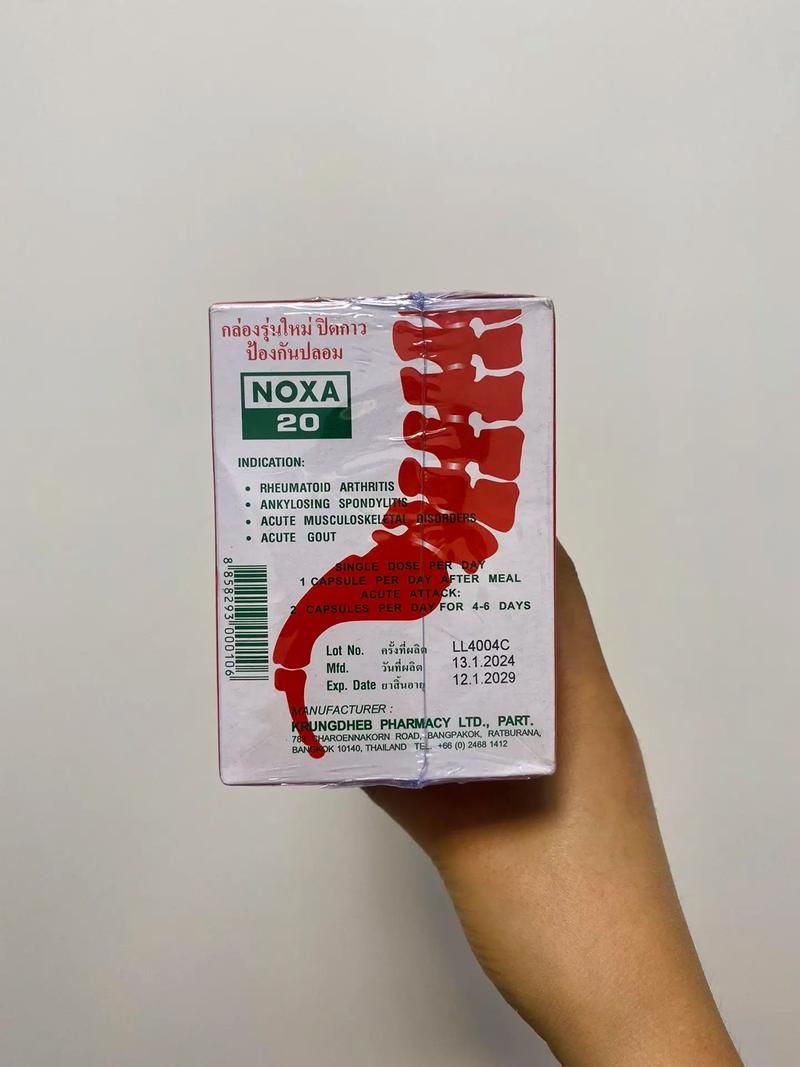 กล่องรุ่นใหม่ ปิดกาว
ป้องกันปลอม
NOXA
20
INDICATION:
• RHEUMATOID ARTHRITIS
• ANKYLOSING SPONDYLITIS
• ACUTE MUSCULOSKELETAL DISORDERS
• ACUTE GOUT
SINGLE DOSE PER DAY
1 CAPSULE PER DAY AFTER MEAL
ACUTE ATTACK:
2 CAPSULES PER DAY FOR 4-6 DAYS
8 858293 000106
Lot No. ครั้งที่ผลิต LL4004C
Mfd. วันที่ผลิต 13.1.2024
Exp. Date ยาสิ้นอายุ 12.1.2029
MANUFACTURER :
KRUNGDHEB PHARMACY LTD., PART.
CHAROENNAKORN ROAD, BANGPAKOK, RATBURANA,
BANGKOK 10140, THAILAND TEL. +66 (0) 2468 1412